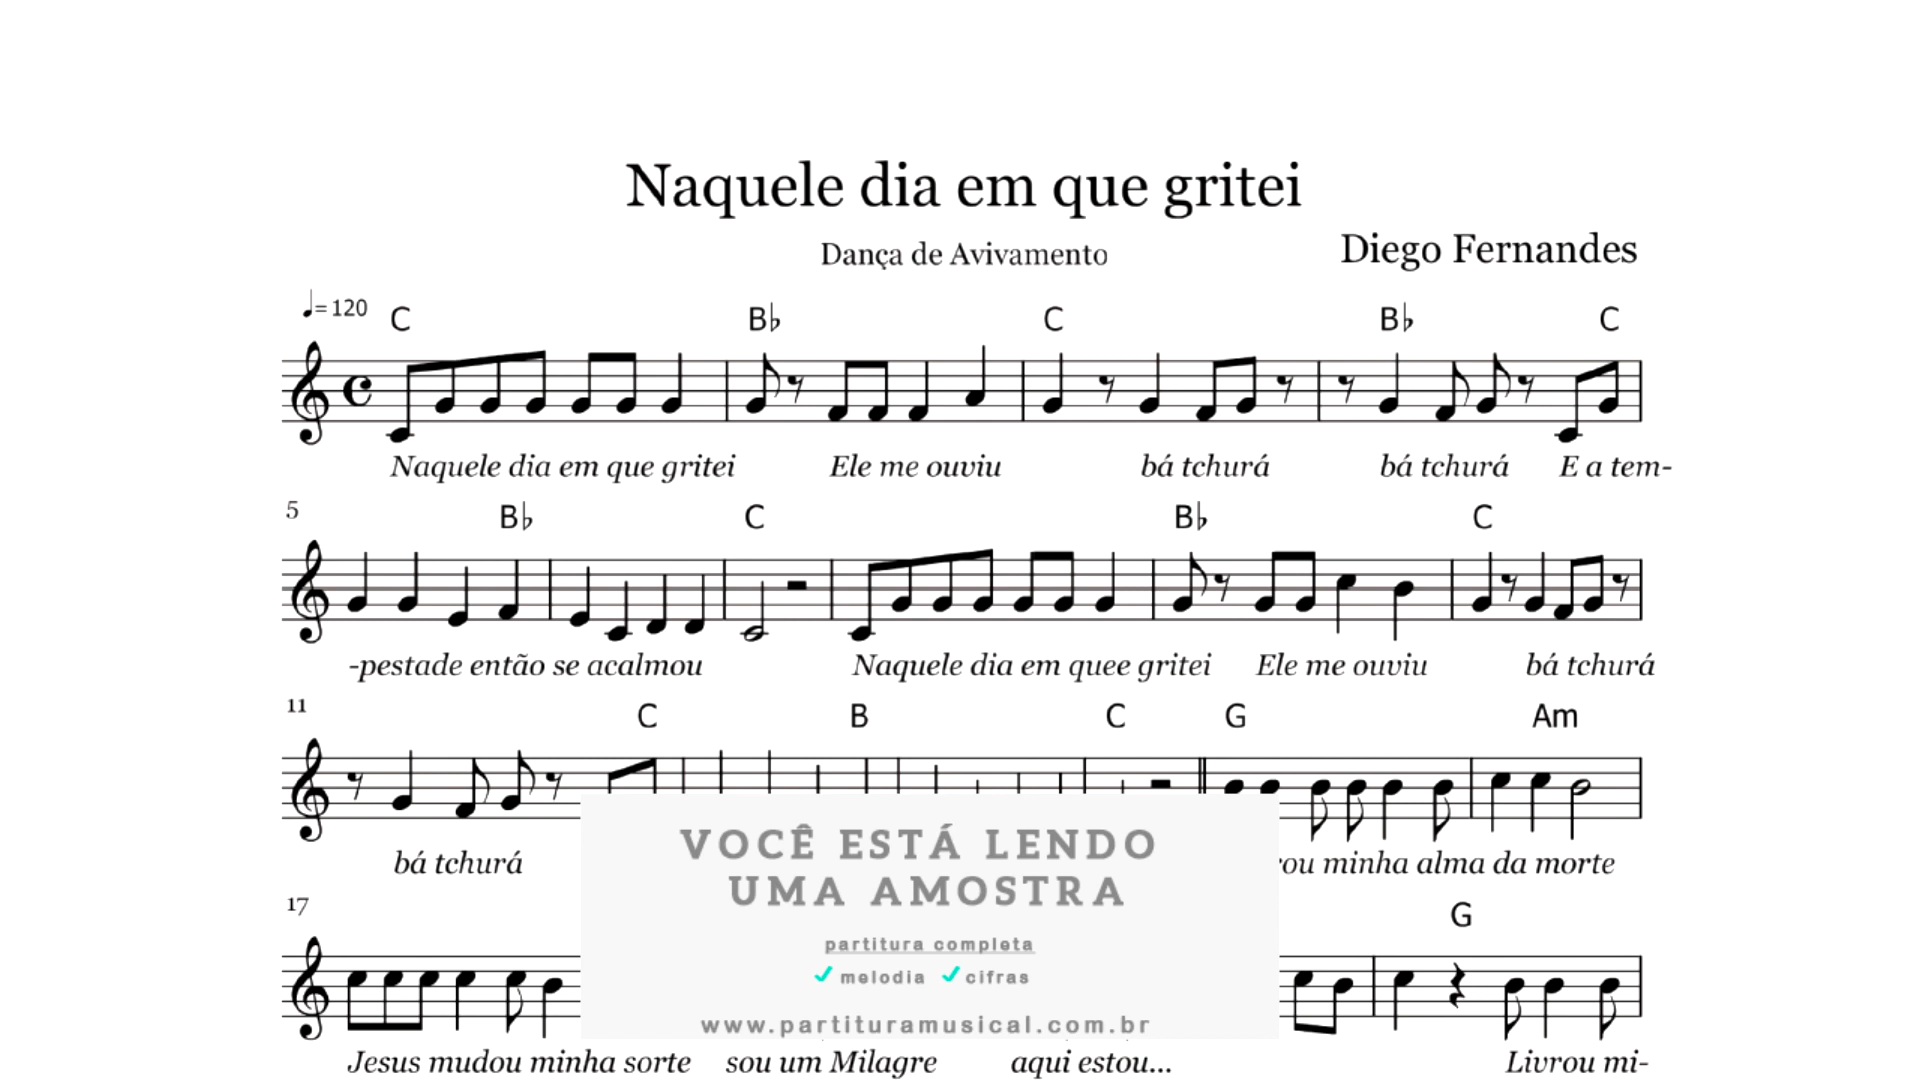 Naquele dia em que gritei
Dança de Avivamento
Diego Fernandes
♩=120 C B♭ C B♭ C
Naquele dia em que gritei Ele me ouviu bá tchurá bá tchurá E a tem-
5 B♭ C B♭ C
-pestade então se acalmou Naquele dia em quee gritei Ele me ouviu bá tchurá
11 C B C G Am
bá tchurá ou minha alma da morte
VOCÊ ESTÁ LENDO
UMA AMOSTRA
partitura completa
melodia cifras
www.partituramusical.com.br
17 G
Jesus mudou minha sorte sou um Milagre aqui estou... Livrou mi-